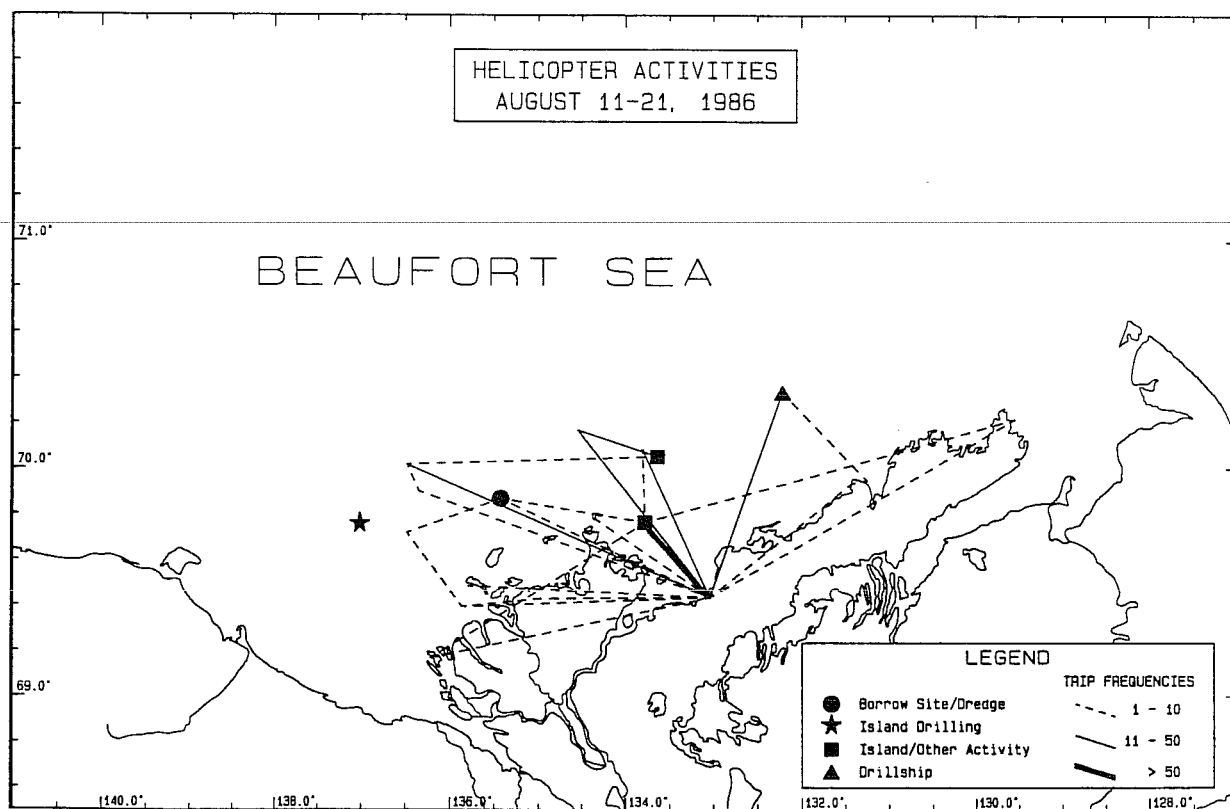 HELICOPTER ACTIVITIES
AUGUST 11-21, 1986
71.0°
BEAUFORT SEA
70.0°
69.0°
LEGEND
TRIP FREQUENCIES
Borrow Site/Dredge
1 - 10
Island Drilling
11 - 50
Island/Other Activity
> 50
Drillship
140.0° 138.0° 136.0° 134.0° 132.0° 130.0° 128.0°